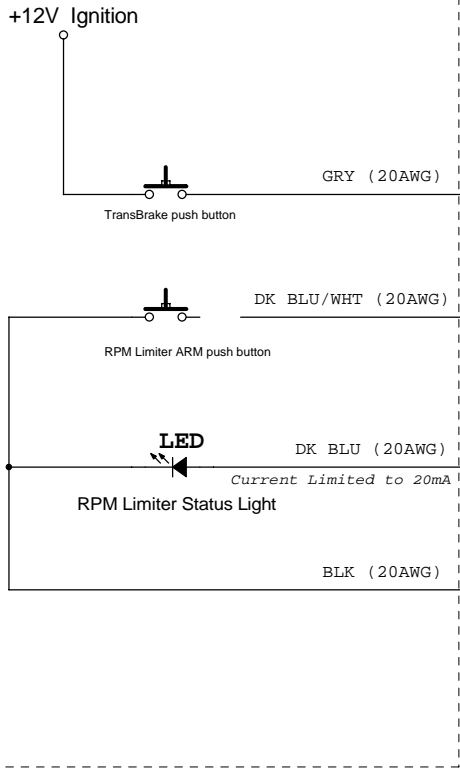 +12V Ignition
GRY (20AWG)
TransBrake push button
DK BLU/WHT (20AWG)
RPM Limiter ARM push button
LED
DK BLU (20AWG)
Current Limited to 20mA
RPM Limiter Status Light
BLK (20AWG)